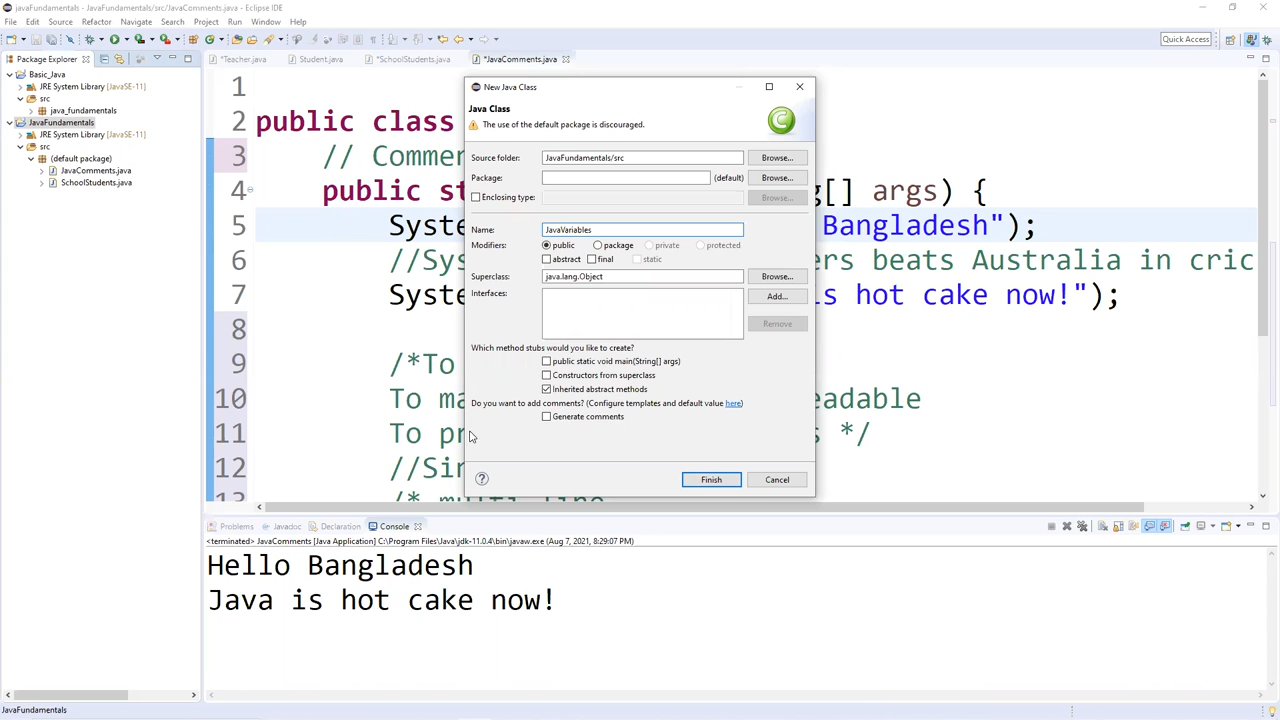 javaFundamentals - JavaFundamentals/src/JavaComments.java - Eclipse IDE
File Edit Source Refactor Navigate Search Project Run Window Help
Quick Access
Package Explorer
*Teacher.java Student.java *SchoolStudents.java *JavaComments.java
Basic_Java
JRE System Library [JavaSE-11]
src
java_fundamentals
JavaFundamentals
JRE System Library [JavaSE-11]
src
(default package)
JavaComments.java
SchoolStudents.java
1
2 public class
3 // Comme
4 public st g[] args) {
5 Syste Bangladesh");
6 //Sys ers beats Australia in cric
7 Syste is hot cake now!");
8
9 /*To
10 To ma eadable
11 To pr s */
12 //Sin
13 /* multi line
New Java Class
Java Class
The use of the default package is discouraged.
Source folder: JavaFundamentals/src Browse...
Package: (default) Browse...
Enclosing type: Browse...
Name: JavaVariables
Modifiers: public package private protected
abstract final static
Superclass: java.lang.Object Browse...
Interfaces: Add...
Remove
Which method stubs would you like to create?
public static void main(String[] args)
Constructors from superclass
Inherited abstract methods
Do you want to add comments? (Configure templates and default value here)
Generate comments
? Finish Cancel
Problems Javadoc Declaration Console
<terminated> JavaComments [Java Application] C:\Program Files\Java\jdk-11.0.4\bin\javaw.exe (Aug 7, 2021, 8:29:07 PM)
Hello Bangladesh
Java is hot cake now!
JavaFundamentals